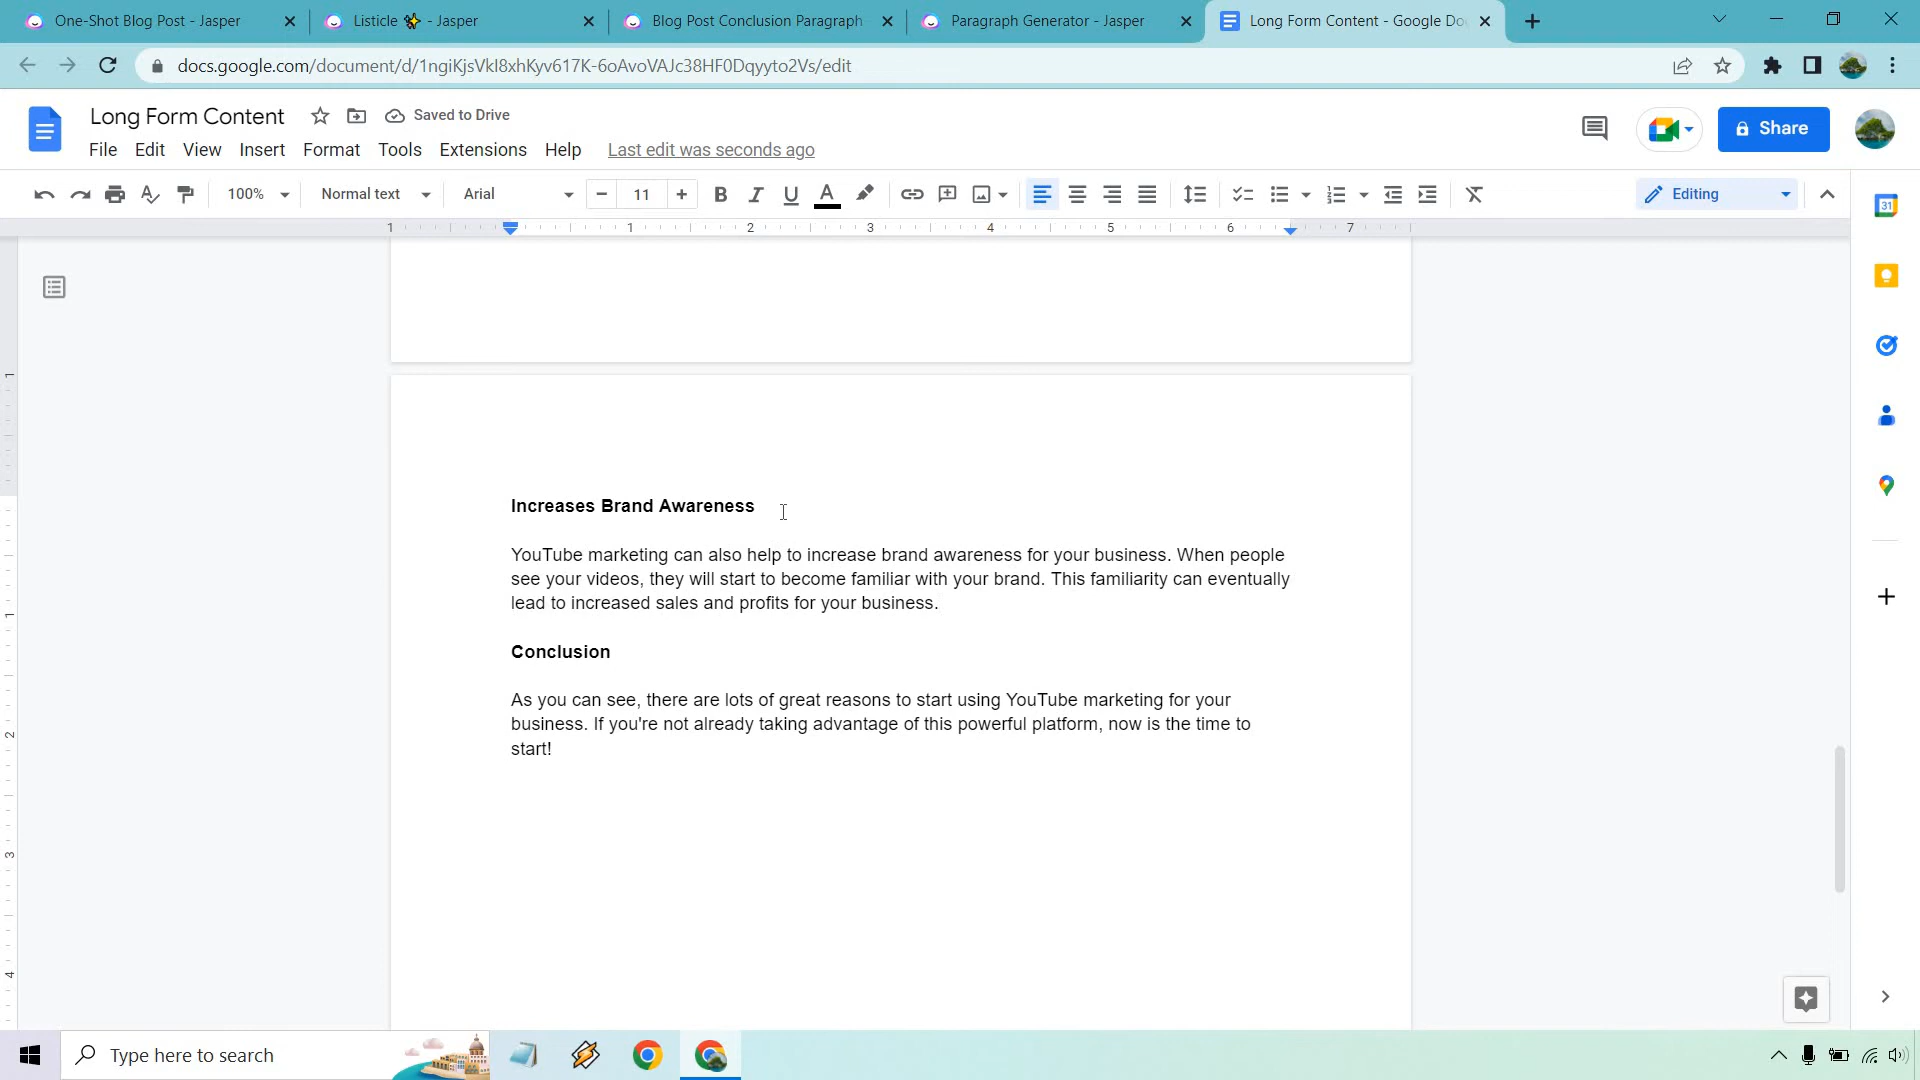 One-Shot Blog Post - Jasper
Listicle ✨ - Jasper
Blog Post Conclusion Paragraph
Paragraph Generator - Jasper
Long Form Content - Google Do
docs.google.com/document/d/1ngiKjsVkI8xhKyv617K-6oAvoVAJc38HF0Dqyyto2Vs/edit
Long Form Content
Saved to Drive
Share
File Edit View Insert Format Tools Extensions Help Last edit was seconds ago
100% Normal text Arial 11 Editing
31
1 1 2 3 4 5 6 7
1
Increases Brand Awareness
YouTube marketing can also help to increase brand awareness for your business. When people
see your videos, they will start to become familiar with your brand. This familiarity can eventually
lead to increased sales and profits for your business.
1
Conclusion
As you can see, there are lots of great reasons to start using YouTube marketing for your
business. If you're not already taking advantage of this powerful platform, now is the time to
2
start!
3
4
Type here to search